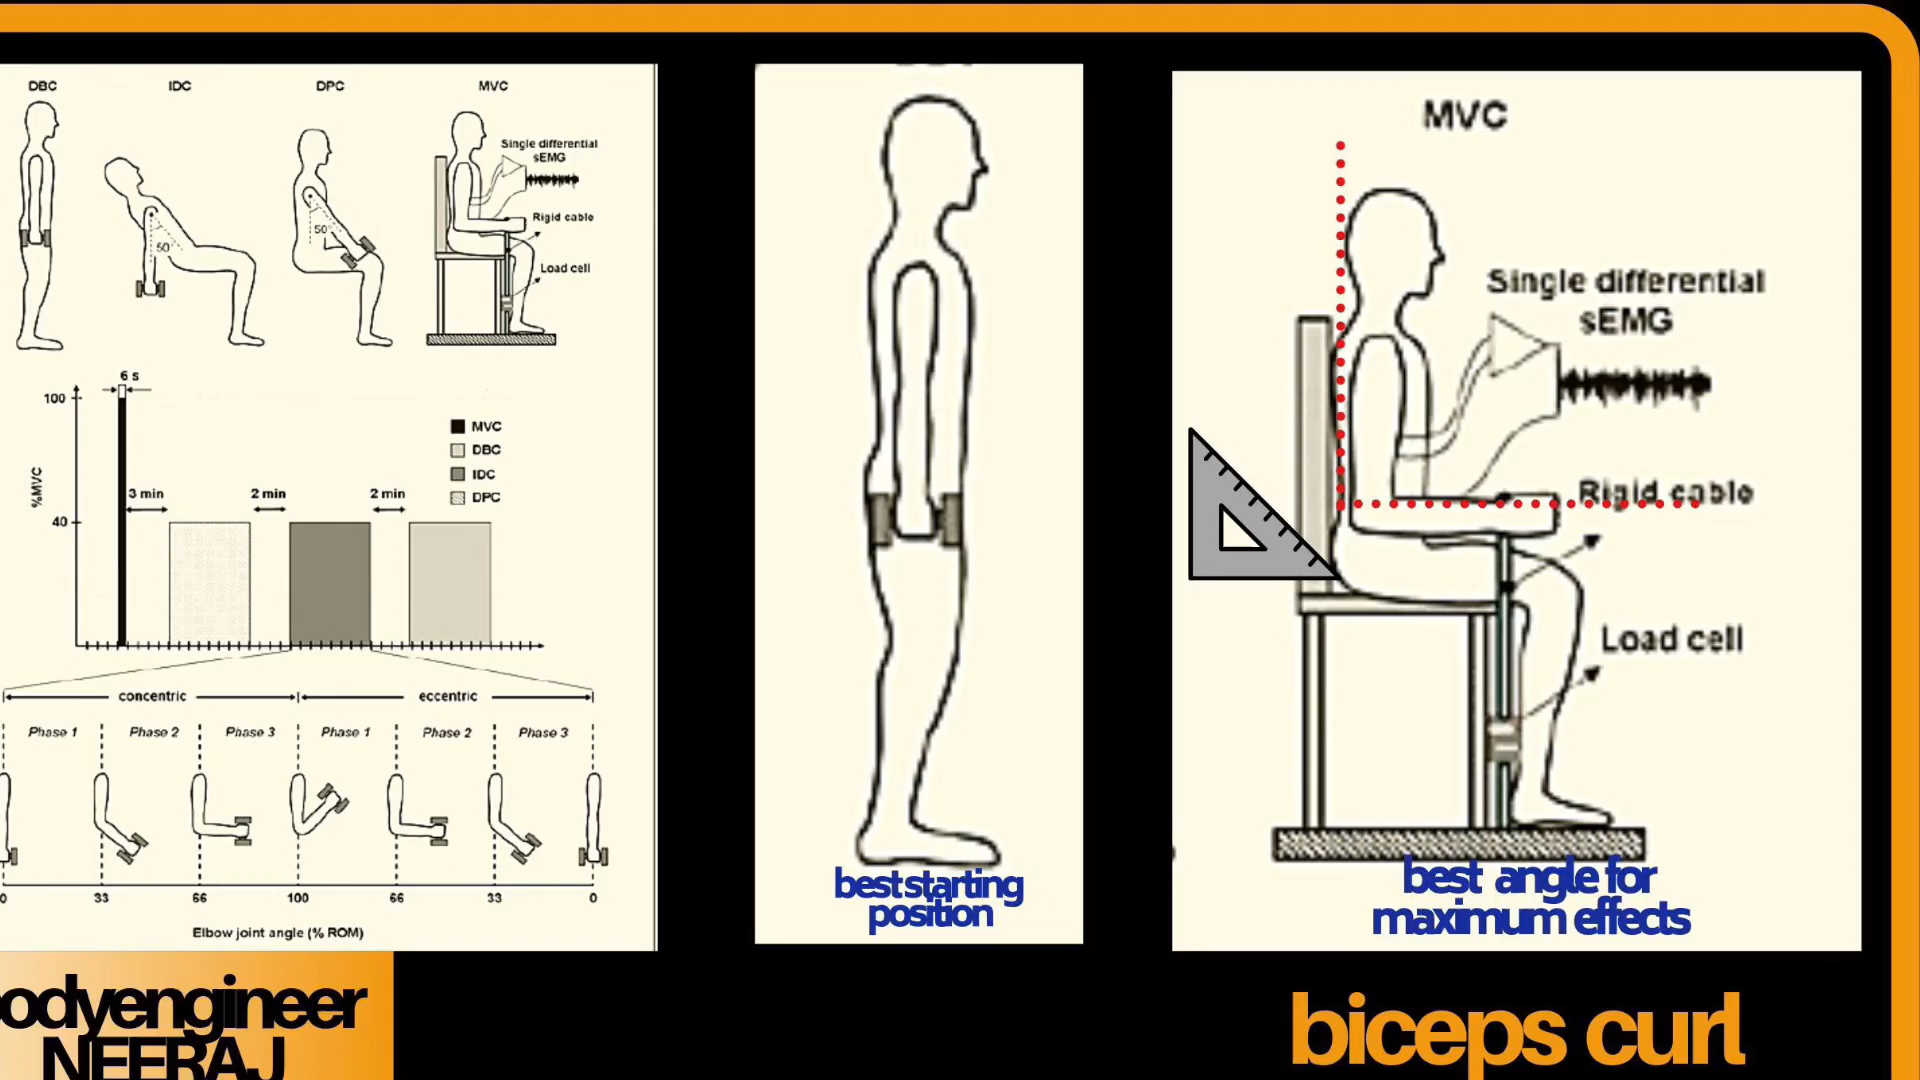 DBC
IDC
DPC
MVC
Single differential
sEMG
50°
50°
Rigid cable
Load cell
6 s
100
MVC
DBC
IDC
DPC
%MVC
3 min
2 min
2 min
40
concentric
eccentric
Phase 1
Phase 2
Phase 3
Phase 1
Phase 2
Phase 3
0
33
66
100
66
33
0
Elbow joint angle (% ROM)
best starting
position
MVC
Single differential
sEMG
Rigid cable
Load cell
best angle for
maximum effects
odyengineer
NEERAJ
biceps curl